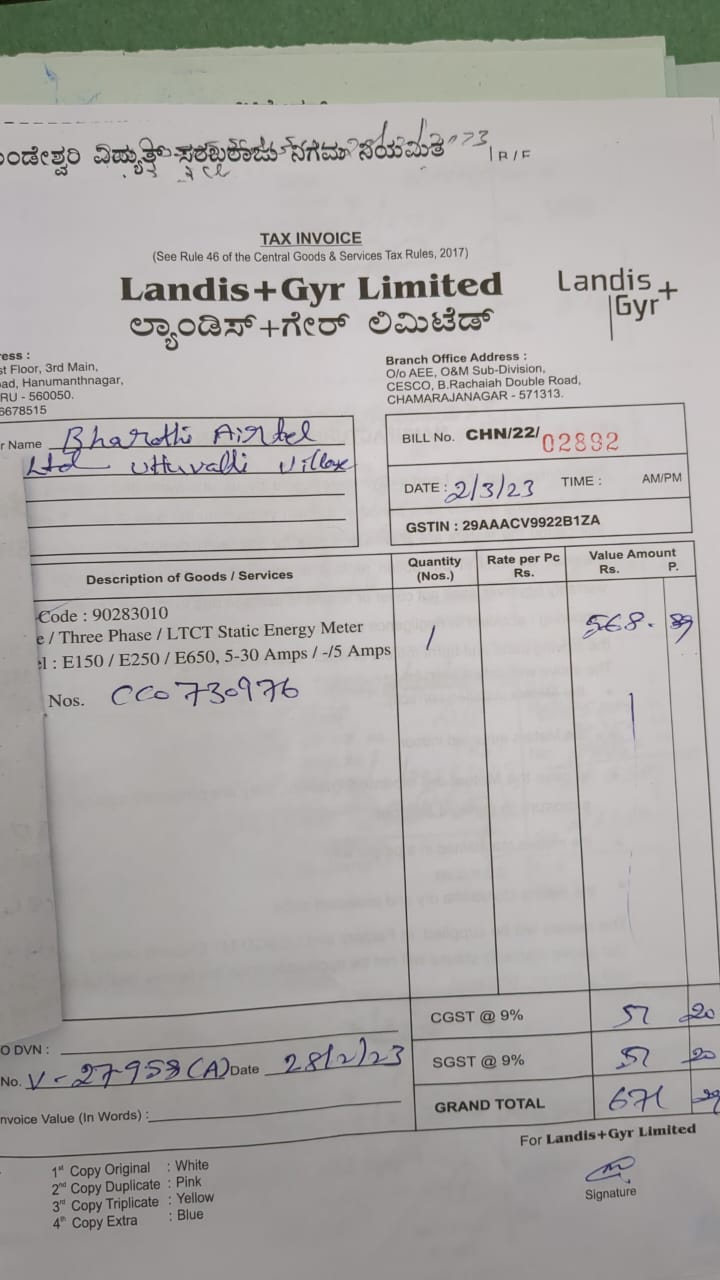 ಂಡೇಶ್ವರಿ ವಿದ್ಯುತ್ ಸರಬರಾಜು ನಿಗಮ ನಿಯಮಿತ
R/F
TAX INVOICE
(See Rule 46 of the Central Goods & Services Tax Rules, 2017)
Landis+Gyr Limited
ಲ್ಯಾಂಡಿಸ್+ಗೇರ್ ಲಿಮಿಟೆಡ್
Landis
Gyr+
ress :
st Floor, 3rd Main,
oad, Hanumanthnagar,
RU - 560050.
6678515
Branch Office Address :
O/o AEE, O&M Sub-Division,
CESCO, B.Rachaiah Double Road,
CHAMARAJANAGAR - 571313.
r Name Bharathi Airtel
Ltd Uttuvalli Village
BILL No. CHN/22/ 02892
DATE : 2/3/23 TIME : AM/PM
GSTIN : 29AAACV9922B1ZA
Description of Goods / Services Quantity (Nos.) Rate per Pc Rs. Value Amount Rs. P.
Code : 90283010
e / Three Phase / LTCT Static Energy Meter 1 568. 89
el : E150 / E250 / E650, 5-30 Amps / -/5 Amps
Nos. CC0730976
CGST @ 9% 51 20
SGST @ 9% 51 20
GRAND TOTAL 671 29
O DVN :
No. V-27958(A) Date 28/2/23
nvoice Value (In Words) :
For Landis+Gyr Limited
Signature
1st Copy Original : White
2nd Copy Duplicate : Pink
3rd Copy Triplicate : Yellow
4th Copy Extra : Blue